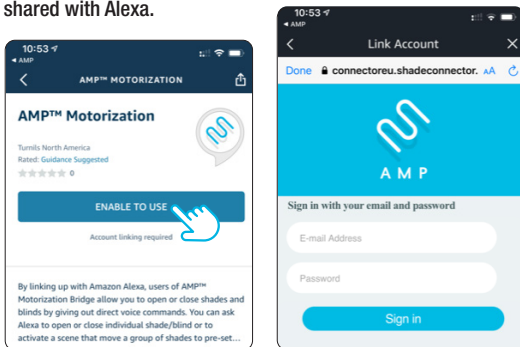 shared with Alexa.
10:53
AMP
AMP™ MOTORIZATION
AMP™ Motorization
Turnils North America
Rated: Guidance Suggested
0
ENABLE TO USE
Account linking required
By linking up with Amazon Alexa, users of AMP™
Motorization Bridge allow you to open or close shades and
blinds by giving out direct voice commands. You can ask
Alexa to open or close individual shade/blind or to
activate a scene that move a group of shades to pre-set...
10:53
AMP
Link Account
Done connectoreu.shadeconnector. AA
AMP
Sign in with your email and password
E-mail Address
Password
Sign in